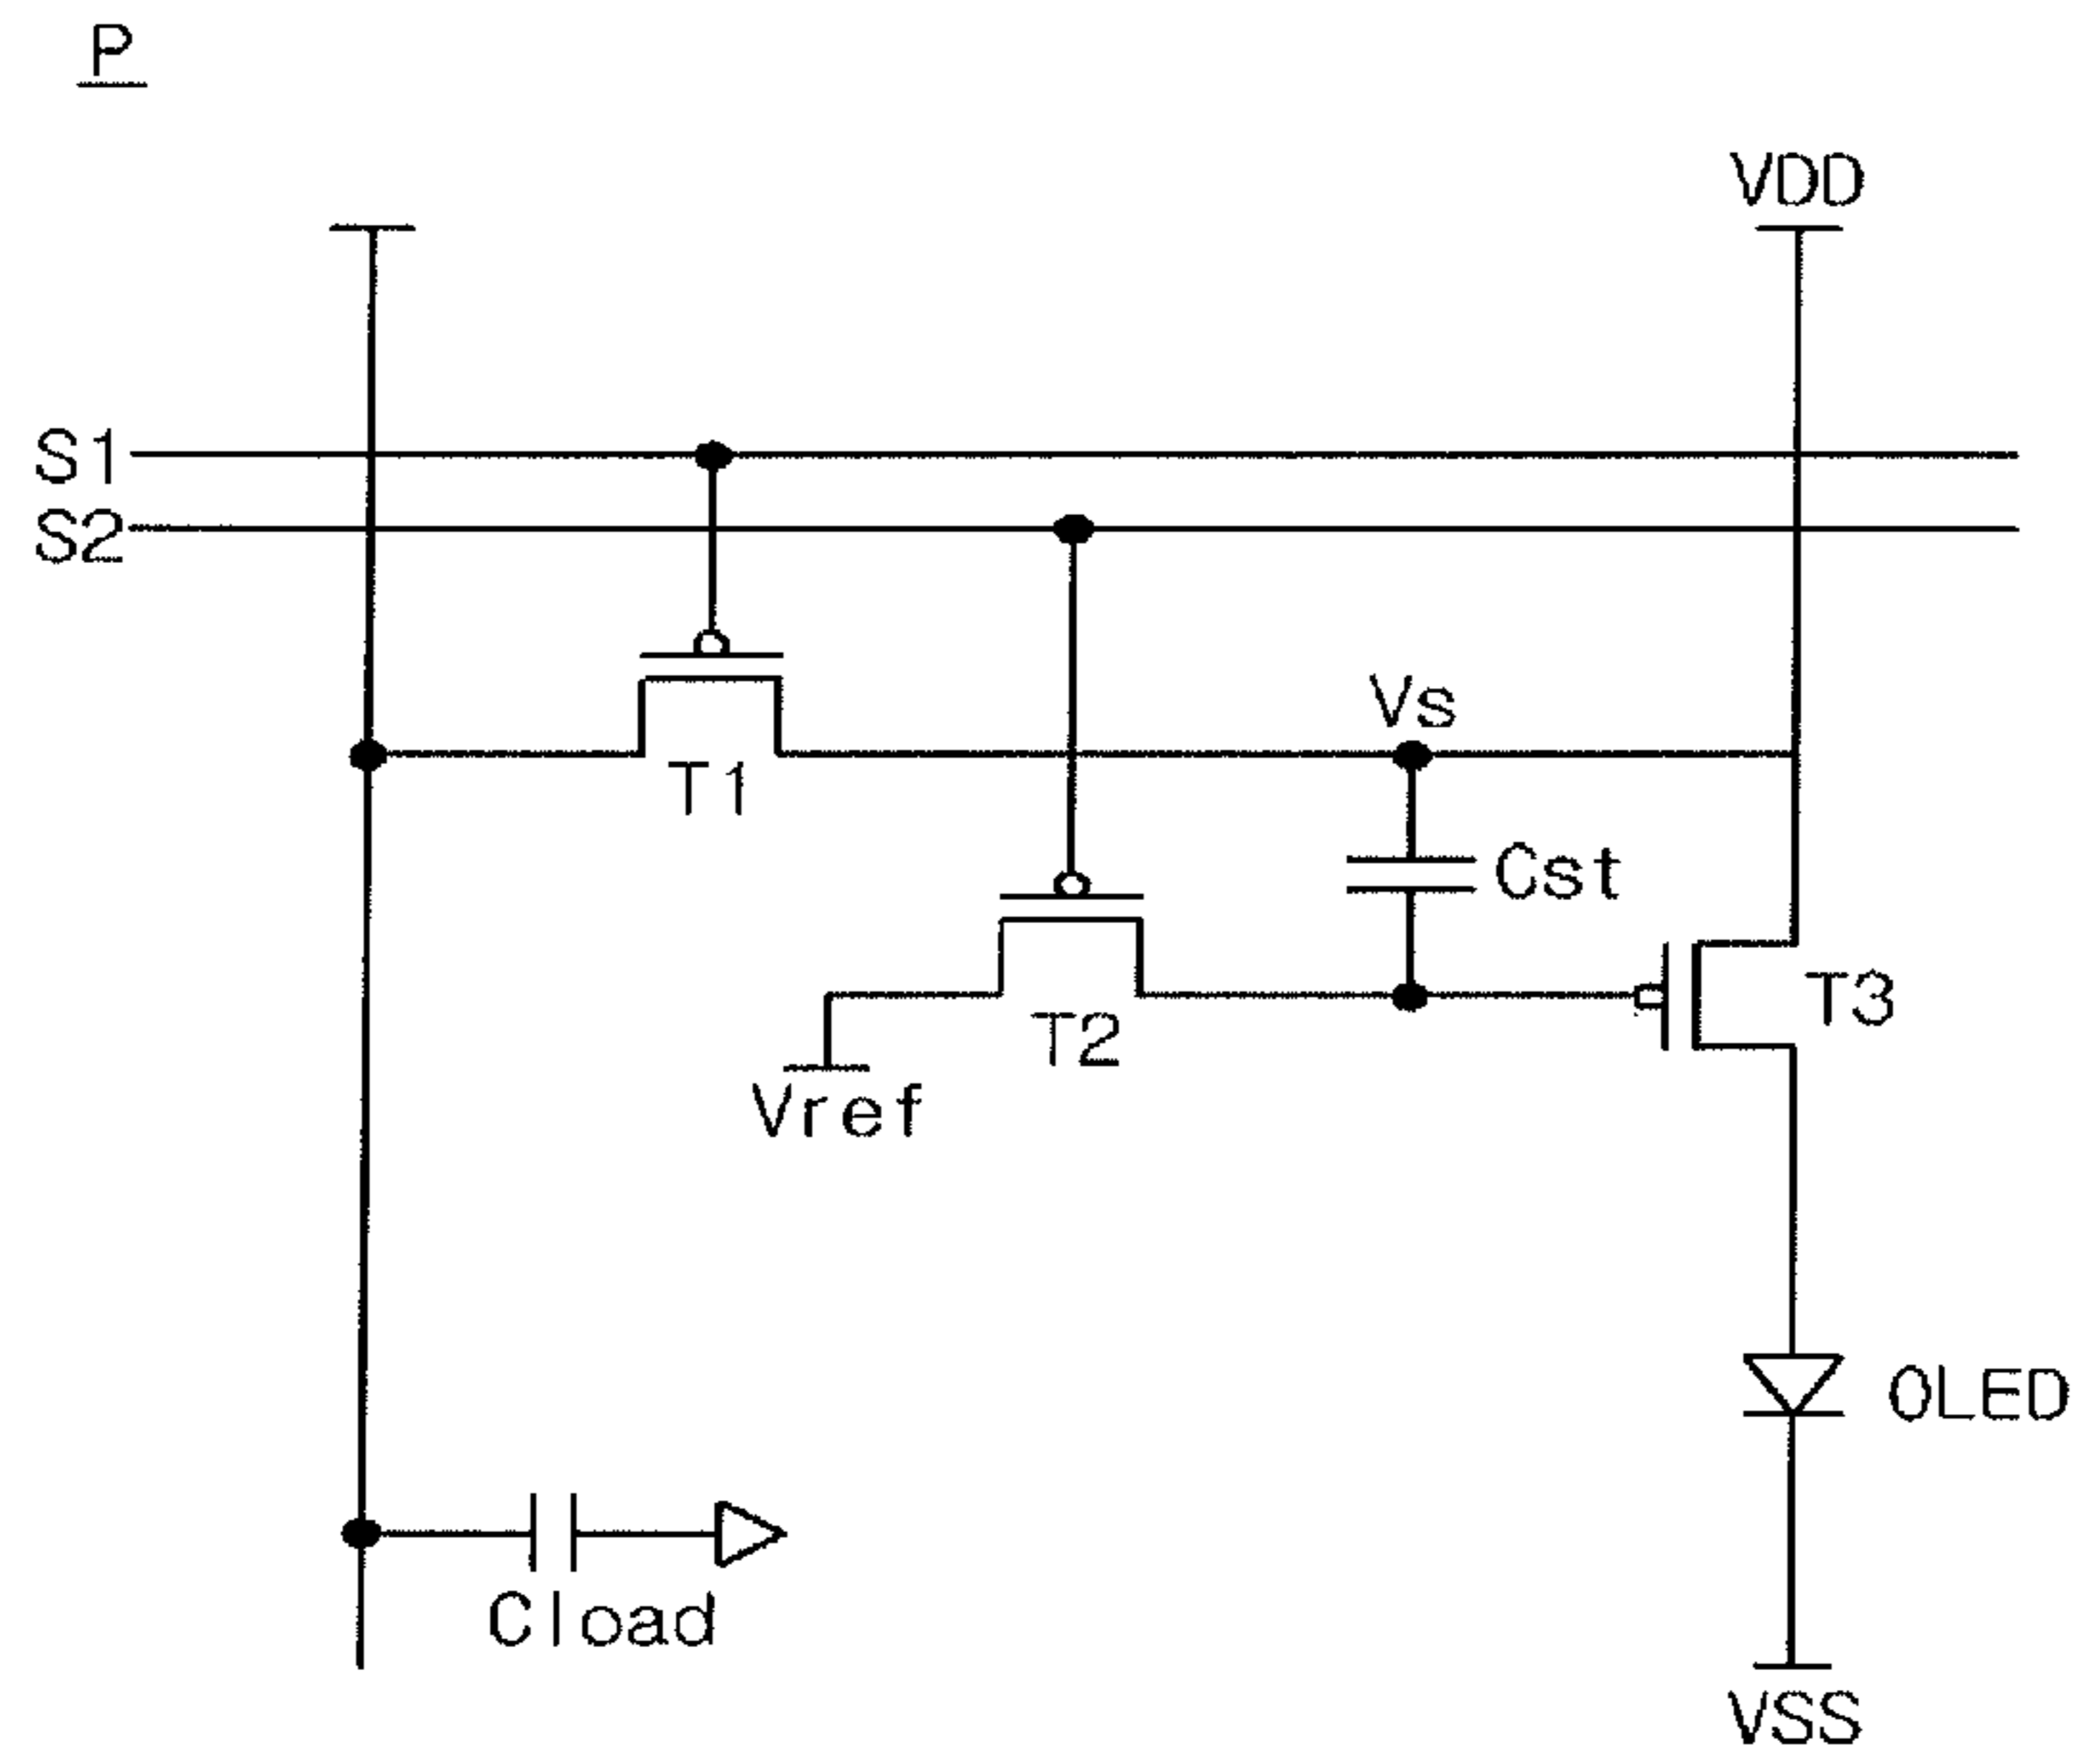 P
VDD
S1
S2
Vs
T1
Cst
T3
T2
Vref
OLED
Cload
VSS